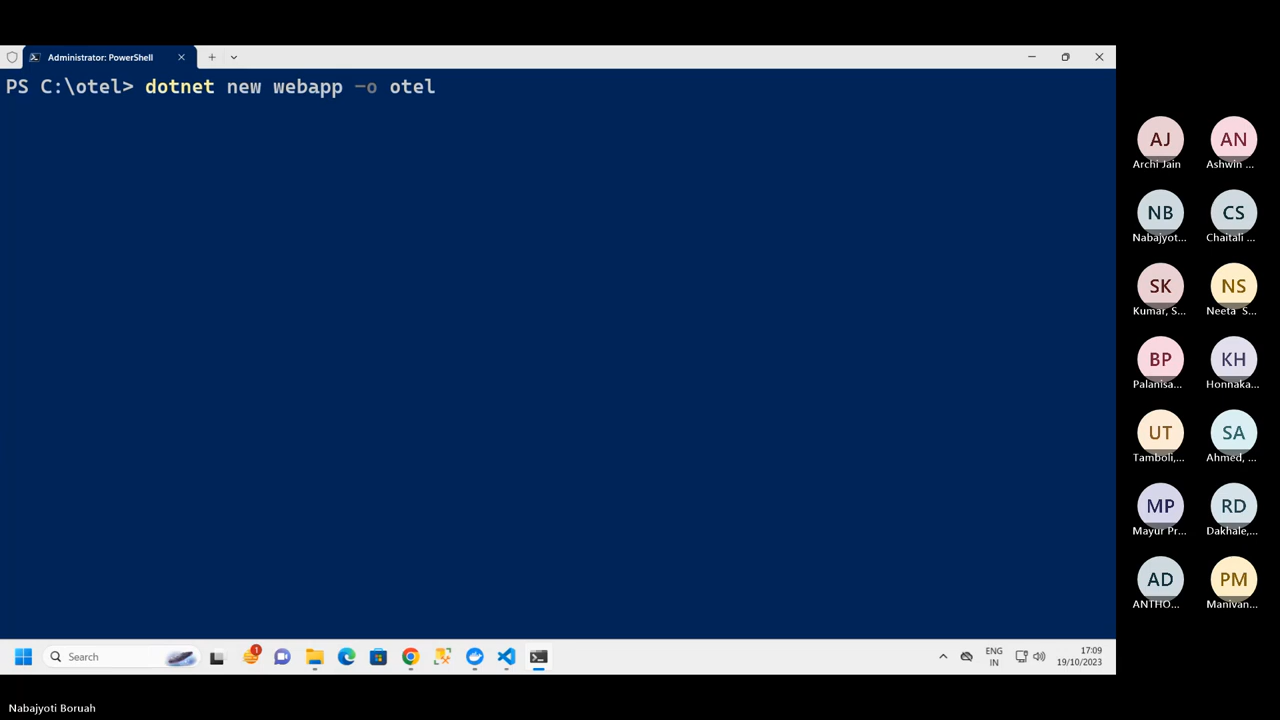 Administrator: PowerShell
PS C:\otel> dotnet new webapp -o otel
AJ
Archi Jain
AN
Ashwin ...
NB
Nabajyot...
CS
Chaitali ...
SK
Kumar, S...
NS
Neeta S...
BP
Palanisa...
KH
Honnaka...
UT
Tamboli,...
SA
Ahmed, ...
MP
Mayur Pr...
RD
Dakhale,...
AD
ANTHO...
PM
Manivan...
Search
1
ENG
IN
17:09
19/10/2023
Nabajyoti Boruah